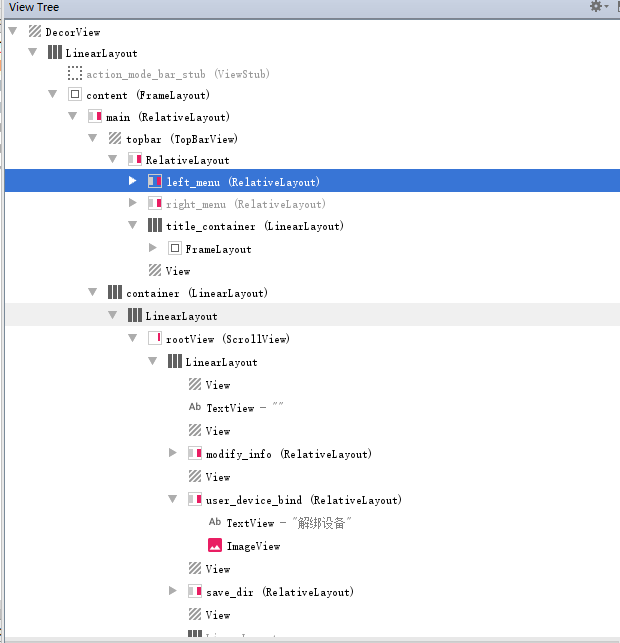 View Tree
DecorView
LinearLayout
action_mode_bar_stub (ViewStub)
content (FrameLayout)
main (RelativeLayout)
topbar (TopBarView)
RelativeLayout
left_menu (RelativeLayout)
right_menu (RelativeLayout)
title_container (LinearLayout)
FrameLayout
View
container (LinearLayout)
LinearLayout
rootView (ScrollView)
LinearLayout
View
Ab TextView - ""
View
modify_info (RelativeLayout)
View
user_device_bind (RelativeLayout)
Ab TextView - "解绑设备"
ImageView
View
save_dir (RelativeLayout)
View